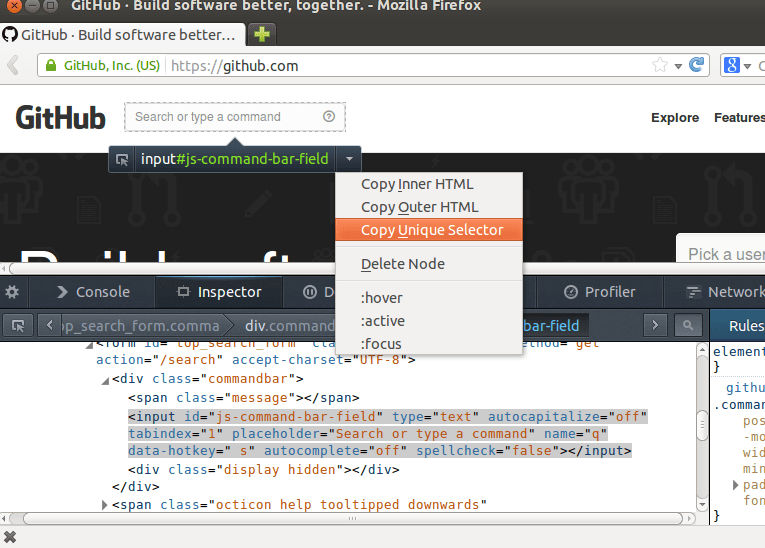 GitHub · Build software better, together. - Mozilla Firefox
GitHub · Build software better…
GitHub, Inc. (US) https://github.com
GitHub
Search or type a command
Explore Features
input#js-command-bar-field
Copy Inner HTML
Copy Outer HTML
Copy Unique Selector
Delete Node
:hover
:active
:focus
Pick a user
Console Inspector D Profiler Network
op_search_form.comma div.command bar-field Rules
<form id="top_search_form" method="get"
action="/search" accept-charset="UTF-8">
<div class="commandbar">
<span class="message"></span>
<input id="js-command-bar-field" type="text" autocapitalize="off"
tabindex="1" placeholder="Search or type a command" name="q"
data-hotkey=" s" autocomplete="off" spellcheck="false"></input>
<div class="display hidden"></div>
</div>
<span class="octicon help tooltipped downwards"
element
}
githu
.comma
pos
-mo
wid
min
pad
fon
}